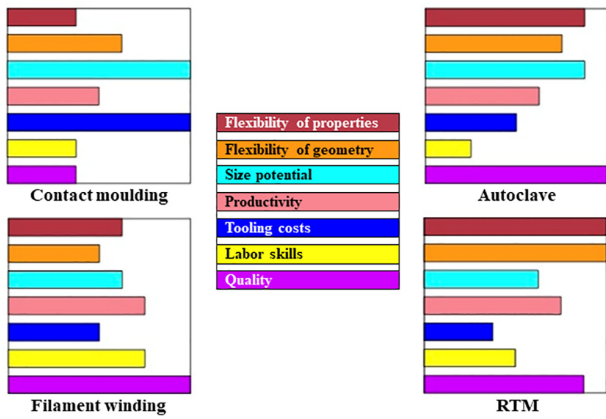 Flexibility of properties
Flexibility of geometry
Size potential
Productivity
Tooling costs
Labor skills
Quality
Contact moulding
Autoclave
Filament winding
RTM